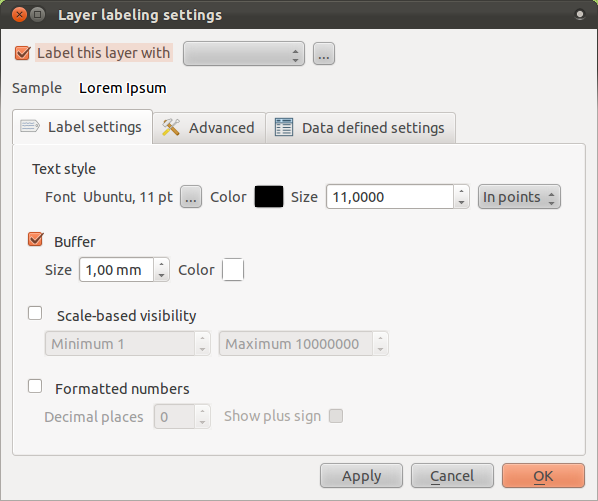 Layer labeling settings
Label this layer with ...
Sample Lorem Ipsum
Label settings Advanced Data defined settings
Text style
Font Ubuntu, 11 pt ... Color Size 11,0000 In points
Buffer
Size 1,00 mm Color
Scale-based visibility
Minimum 1 Maximum 10000000
Formatted numbers
Decimal places 0 Show plus sign
Apply Cancel OK